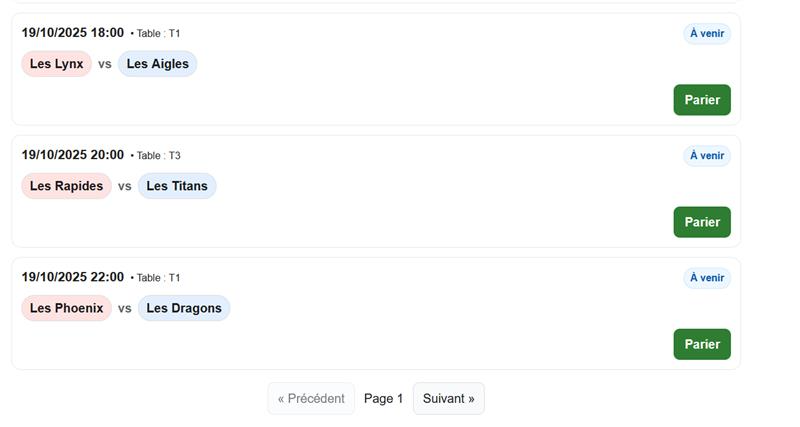 19/10/2025 18:00 • Table : T1 À venir
Les Lynx vs Les Aigles
Parier
19/10/2025 20:00 • Table : T3 À venir
Les Rapides vs Les Titans
Parier
19/10/2025 22:00 • Table : T1 À venir
Les Phoenix vs Les Dragons
Parier
« Précédent Page 1 Suivant »